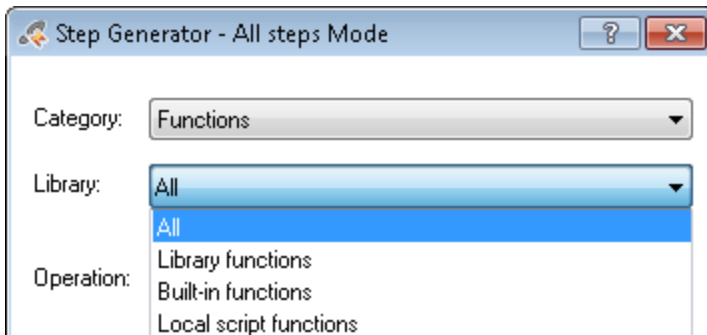 Step Generator - All steps Mode
?
Category: Functions
Library: All
All
Library functions
Operation:
Built-in functions
Local script functions